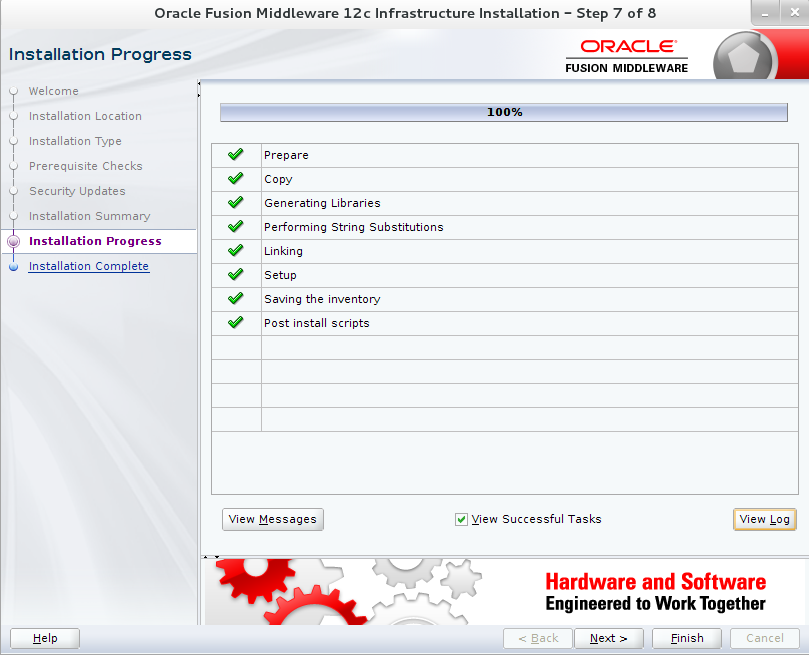 Oracle Fusion Middleware 12c Infrastructure Installation – Step 7 of 8
Installation Progress
ORACLE
FUSION MIDDLEWARE
Welcome
Installation Location
Installation Type
Prerequisite Checks
Security Updates
Installation Summary
Installation Progress
Installation Complete
100%
Prepare
Copy
Generating Libraries
Performing String Substitutions
Linking
Setup
Saving the inventory
Post install scripts
View Messages
View Successful Tasks
View Log
Hardware and Software
Engineered to Work Together
Help
< Back
Next >
Finish
Cancel